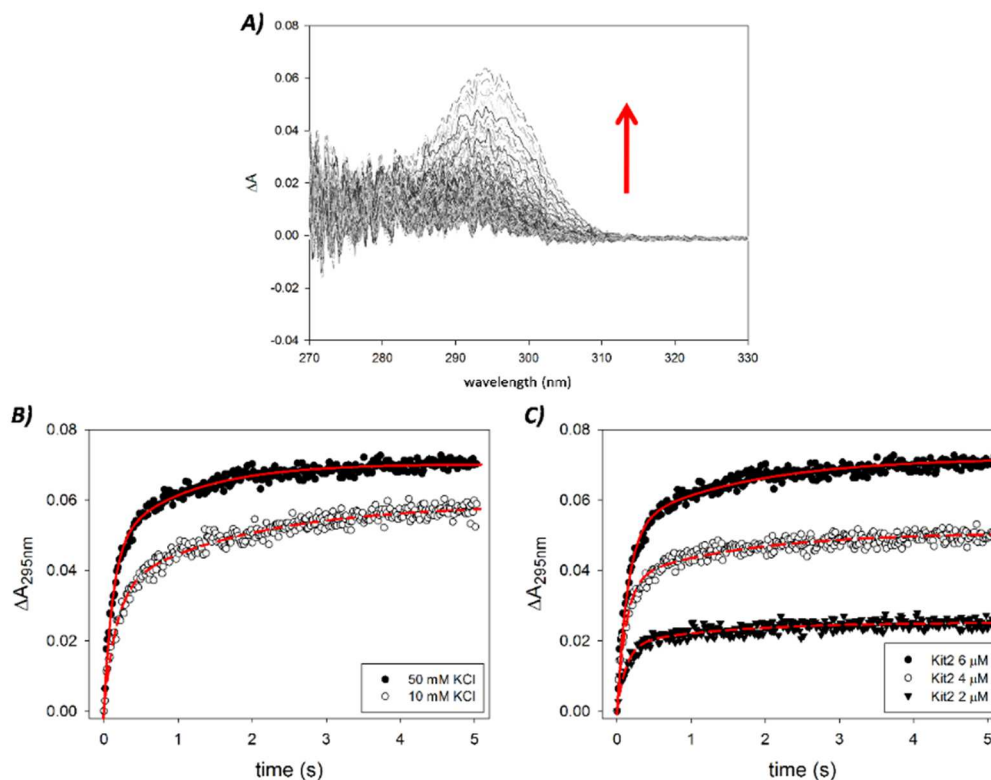 A)
0.08
0.06
0.04
0.02
0.00
-0.02
-0.04
ΔA
270 280 290 300 310 320 330
wavelength (nm)
B)
0.08
0.06
0.04
0.02
0.00
ΔA295nm
50 mM KCl
10 mM KCl
0 1 2 3 4 5
time (s)
C)
0.08
0.06
0.04
0.02
0.00
ΔA295nm
Kit2 6 μM
Kit2 4 μM
Kit2 2 μM
0 1 2 3 4 5
time (s)